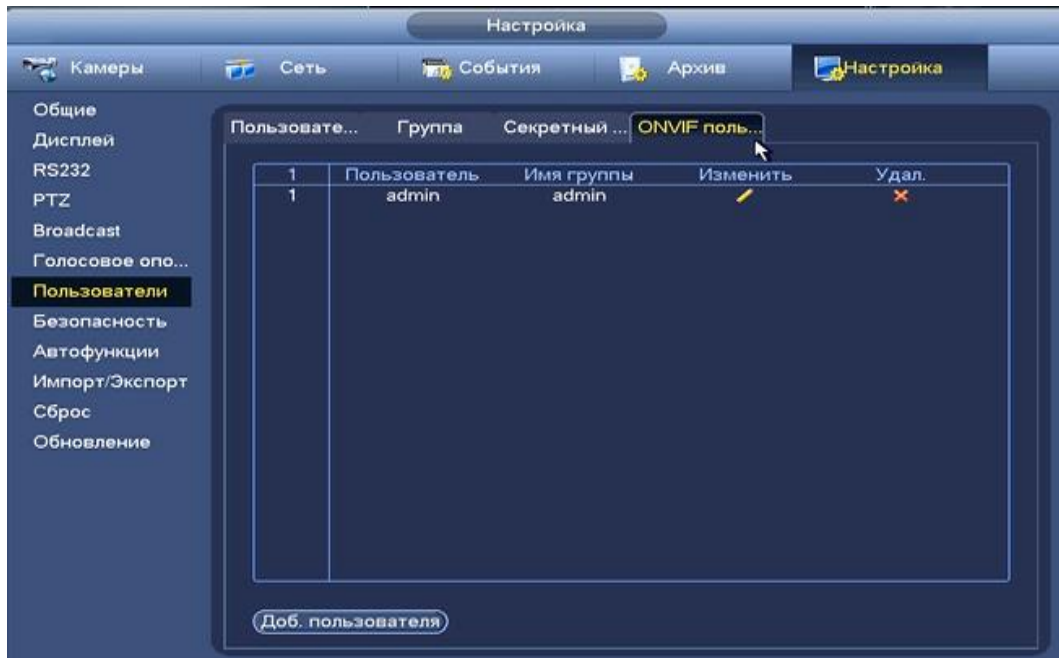 Настройка
Камеры Сеть События Архив Настройка
Общие
Дисплей
RS232
PTZ
Broadcast
Голосовое опо...
Пользователи
Безопасность
Автофункции
Импорт/Экспорт
Сброс
Обновление
Пользовате... Группа Секретный ... ONVIF поль...
1 Пользователь Имя группы Изменить Удал.
1 admin admin
Доб. пользователя